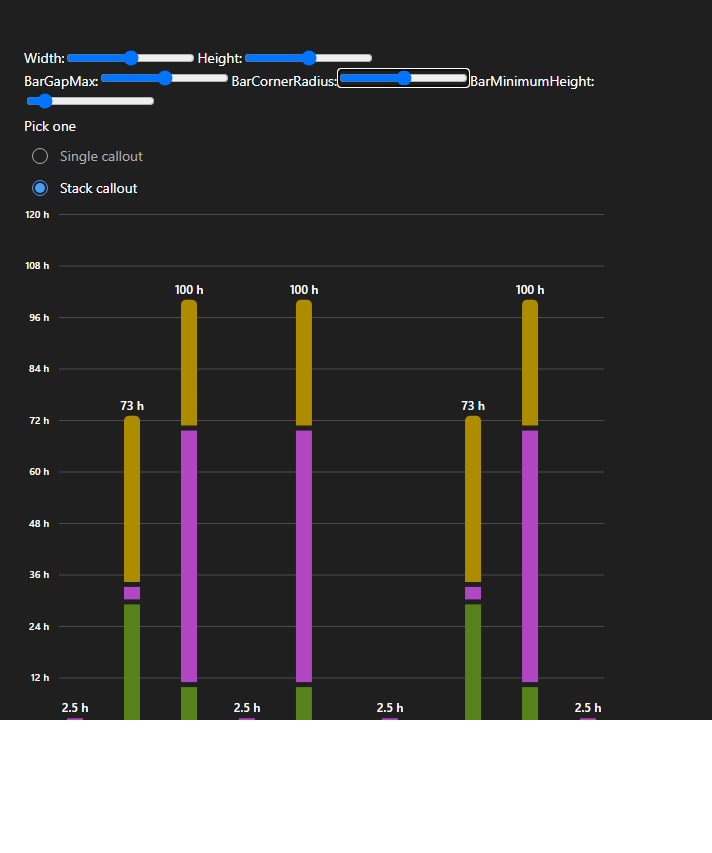 Width: Height:
BarGapMax: BarCornerRadius: BarMinimumHeight:
Pick one
Single callout
Stack callout
120 h
108 h
100 h 100 h 100 h
96 h
84 h
73 h 73 h
72 h
60 h
48 h
36 h
24 h
12 h
2.5 h 2.5 h 2.5 h 2.5 h